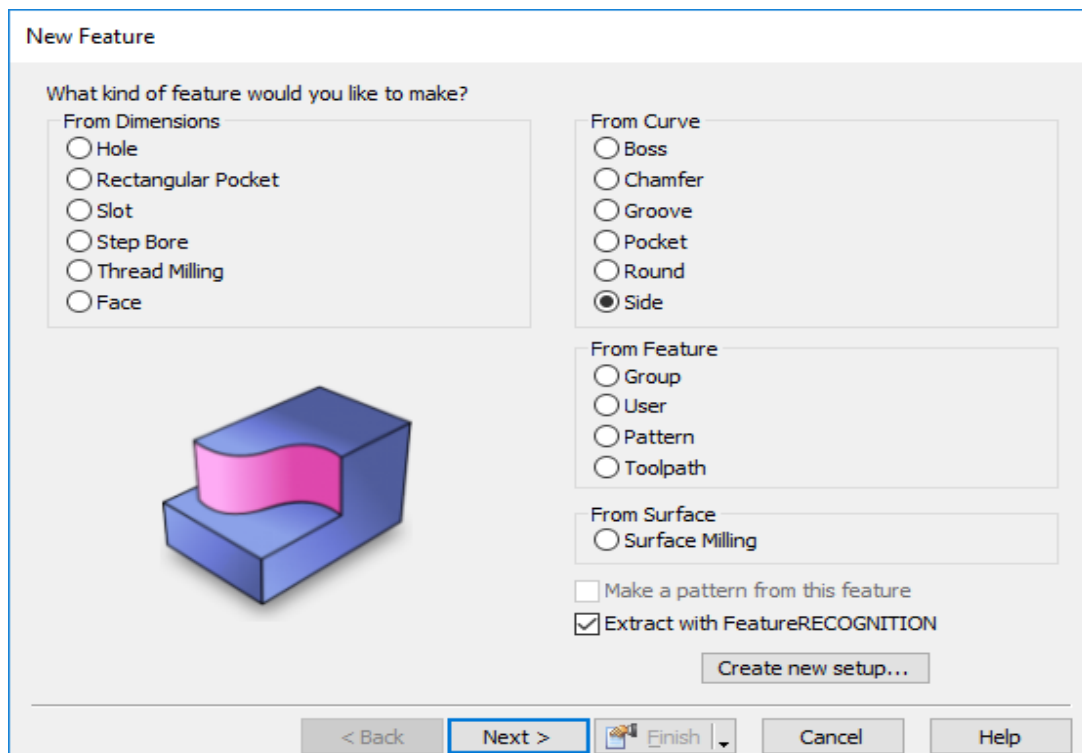 New Feature
What kind of feature would you like to make?
From Dimensions
Hole
Rectangular Pocket
Slot
Step Bore
Thread Milling
Face
From Curve
Boss
Chamfer
Groove
Pocket
Round
Side
From Feature
Group
User
Pattern
Toolpath
From Surface
Surface Milling
Make a pattern from this feature
Extract with FeatureRECOGNITION
Create new setup...
< Back
Next >
Finish
Cancel
Help